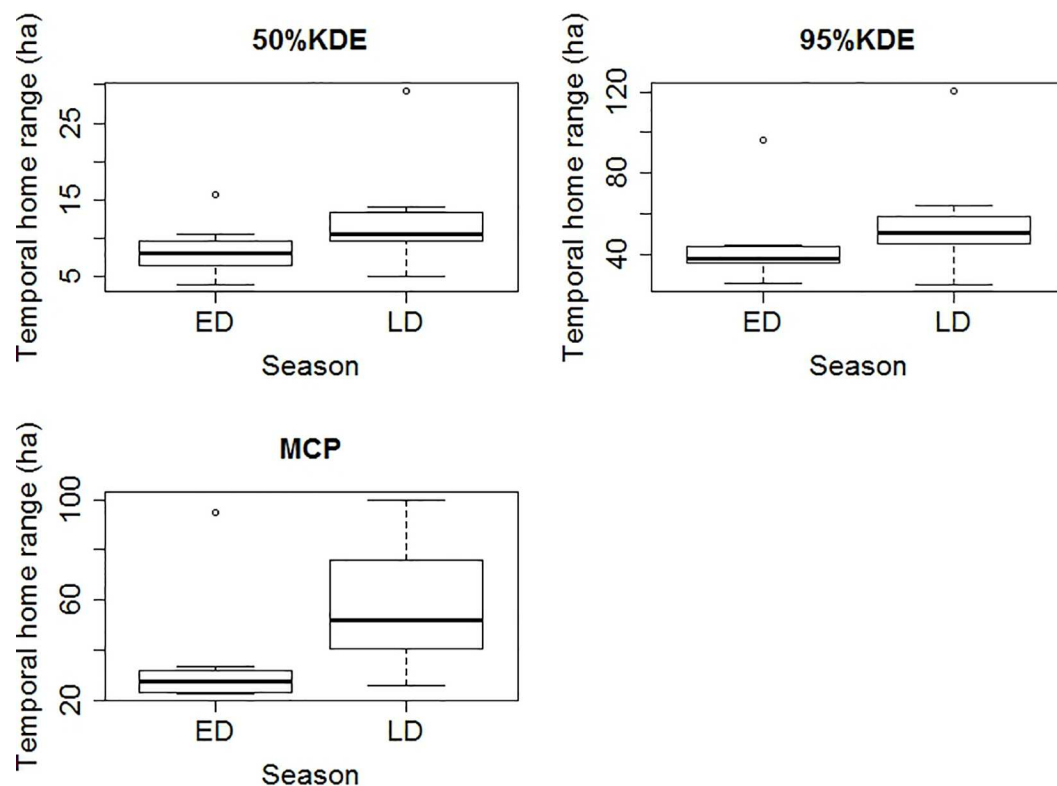 50%KDE
Temporal home range (ha)
25
15
5
ED LD
Season
95%KDE
Temporal home range (ha)
120
80
40
ED LD
Season
MCP
Temporal home range (ha)
100
60
20
ED LD
Season